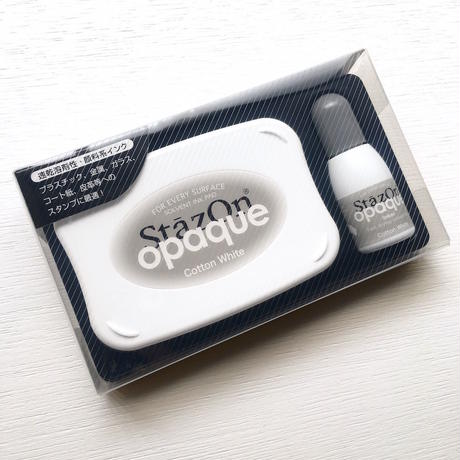 速乾溶剤性・顔料系インク
プラスチック、金属、ガラス、
コート紙、皮革等への
スタンプに最適！
FOR EVERY SURFACE
SOLVENT INK PAD
StazOn®
opaque
Cotton White
StazOn
opaque
Cotton White